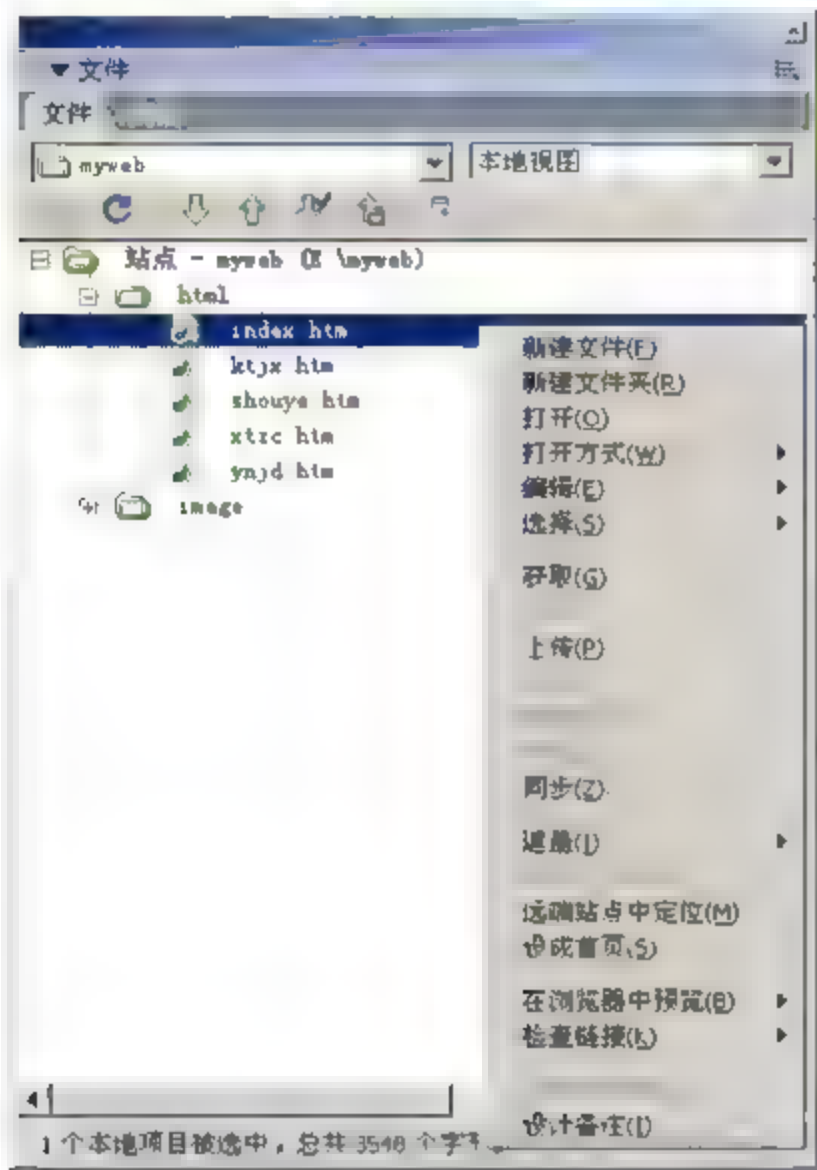 文件
文件
myweb 本地视图
站点 - myweb (E \myweb)
html
index htm
ktjx htm
shouye htm
xtzc htm
ynjd htm
image
新建文件(F)
新建文件夹(R)
打开(O)
打开方式(W)
编辑(E)
选择(S)
获取(G)
上传(P)
同步(Z)
遮盖(I)
远端站点中定位(M)
设成首页(S)
在浏览器中预览(B)
检查链接(K)
设计备注(I)
1 个本地项目被选中，总共 3548 个字